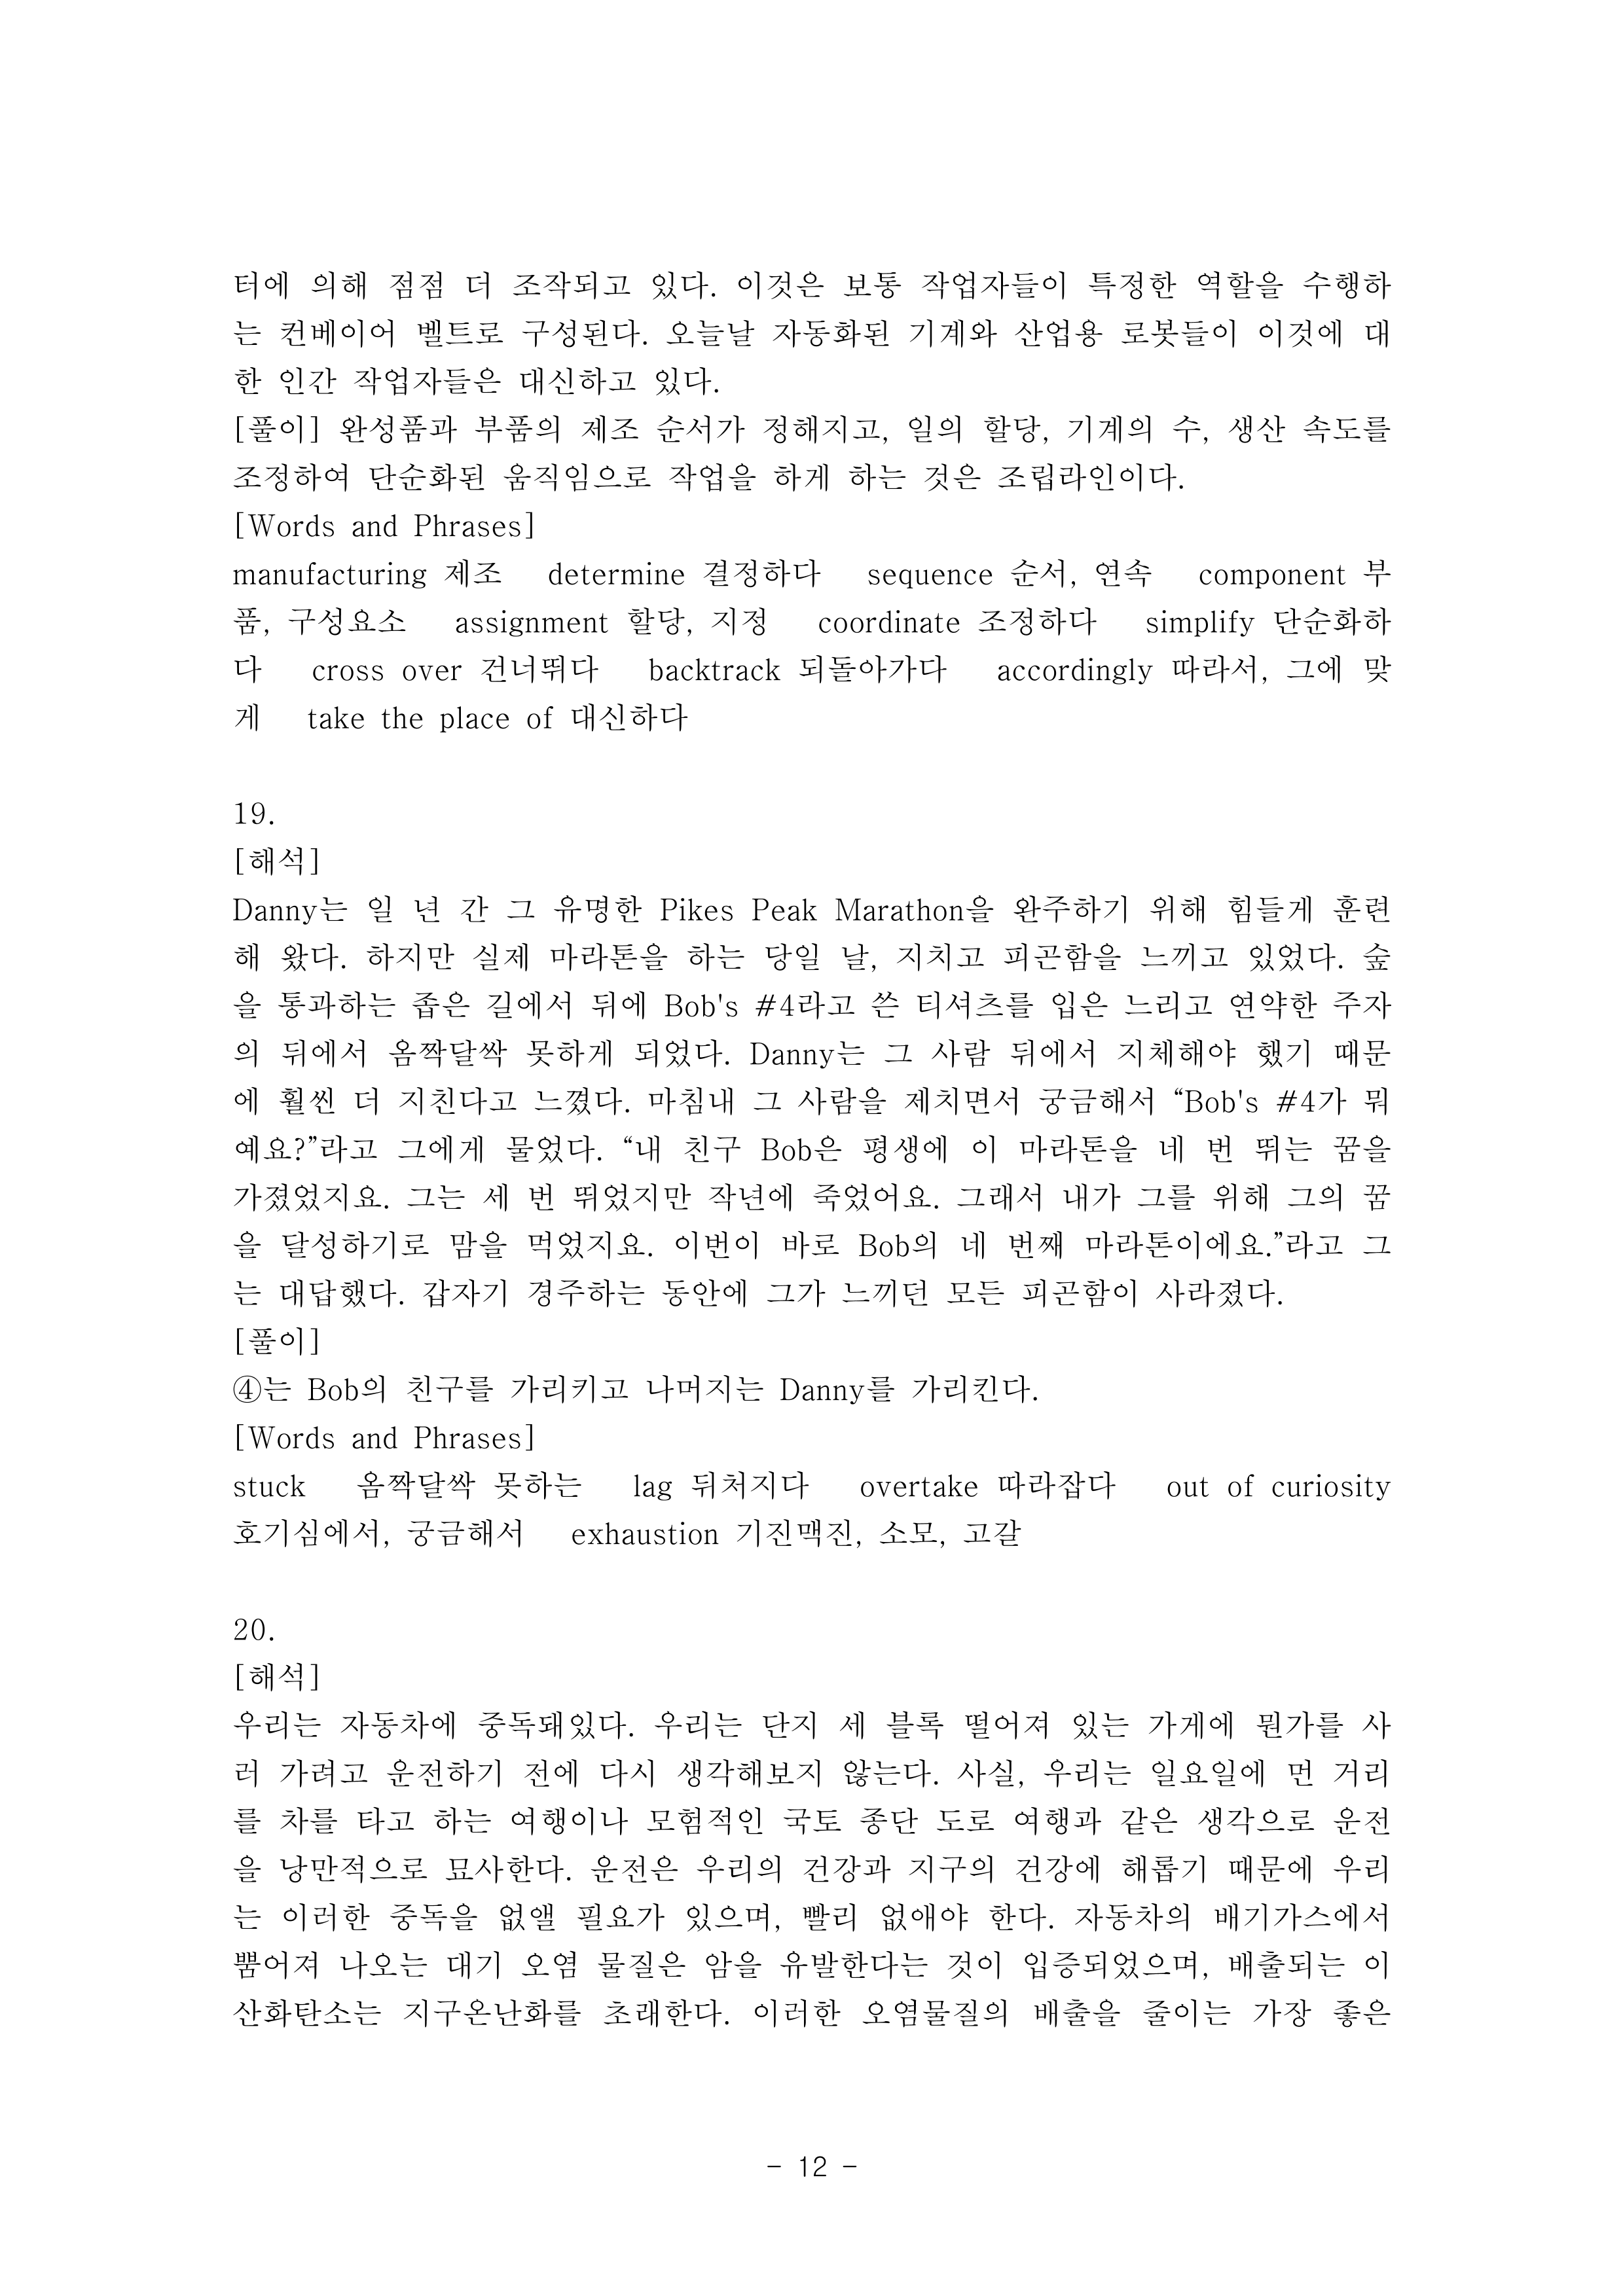 터에 의해 점점 더 조작되고 있다. 이것은 보통 작업자들이 특정한 역할을 수행하
는 컨베이어 벨트로 구성된다. 오늘날 자동화된 기계와 산업용 로봇들이 이것에 대
한 인간 작업자들은 대신하고 있다.
[풀이] 완성품과 부품의 제조 순서가 정해지고, 일의 할당, 기계의 수, 생산 속도를
조정하여 단순화된 움직임으로 작업을 하게 하는 것은 조립라인이다.
[Words and Phrases]
manufacturing 제조 determine 결정하다 sequence 순서, 연속 component 부
품, 구성요소 assignment 할당, 지정 coordinate 조정하다 simplify 단순화하
다 cross over 건너뛰다 backtrack 되돌아가다 accordingly 따라서, 그에 맞
게 take the place of 대신하다
19.
[해석]
Danny는 일 년 간 그 유명한 Pikes Peak Marathon을 완주하기 위해 힘들게 훈련
해 왔다. 하지만 실제 마라톤을 하는 당일 날, 지치고 피곤함을 느끼고 있었다. 숲
을 통과하는 좁은 길에서 뒤에 Bob's #4라고 쓴 티셔츠를 입은 느리고 연약한 주자
의 뒤에서 옴짝달싹 못하게 되었다. Danny는 그 사람 뒤에서 지체해야 했기 때문
에 훨씬 더 지친다고 느꼈다. 마침내 그 사람을 제치면서 궁금해서 “Bob's #4가 뭐
예요?”라고 그에게 물었다. “내 친구 Bob은 평생에 이 마라톤을 네 번 뛰는 꿈을
가졌었지요. 그는 세 번 뛰었지만 작년에 죽었어요. 그래서 내가 그를 위해 그의 꿈
을 달성하기로 맘을 먹었지요. 이번이 바로 Bob의 네 번째 마라톤이에요.”라고 그
는 대답했다. 갑자기 경주하는 동안에 그가 느끼던 모든 피곤함이 사라졌다.
[풀이]
④는 Bob의 친구를 가리키고 나머지는 Danny를 가리킨다.
[Words and Phrases]
stuck 옴짝달싹 못하는 lag 뒤처지다 overtake 따라잡다 out of curiosity
호기심에서, 궁금해서 exhaustion 기진맥진, 소모, 고갈
20.
[해석]
우리는 자동차에 중독돼있다. 우리는 단지 세 블록 떨어져 있는 가게에 뭔가를 사
러 가려고 운전하기 전에 다시 생각해보지 않는다. 사실, 우리는 일요일에 먼 거리
를 차를 타고 하는 여행이나 모험적인 국토 종단 도로 여행과 같은 생각으로 운전
을 낭만적으로 묘사한다. 운전은 우리의 건강과 지구의 건강에 해롭기 때문에 우리
는 이러한 중독을 없앨 필요가 있으며, 빨리 없애야 한다. 자동차의 배기가스에서
뿜어져 나오는 대기 오염 물질은 암을 유발한다는 것이 입증되었으며, 배출되는 이
산화탄소는 지구온난화를 초래한다. 이러한 오염물질의 배출을 줄이는 가장 좋은
- 12 -